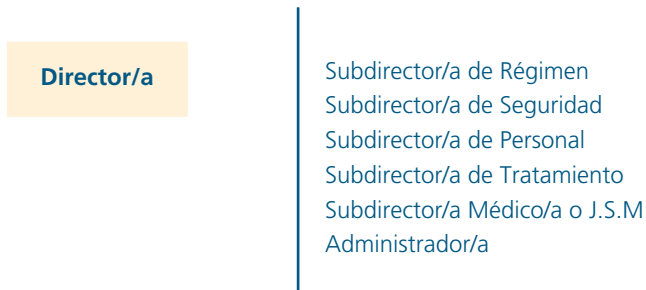 Director/a
Subdirector/a de Régimen
Subdirector/a de Seguridad
Subdirector/a de Personal
Subdirector/a de Tratamiento
Subdirector/a Médico/a o J.S.M
Administrador/a